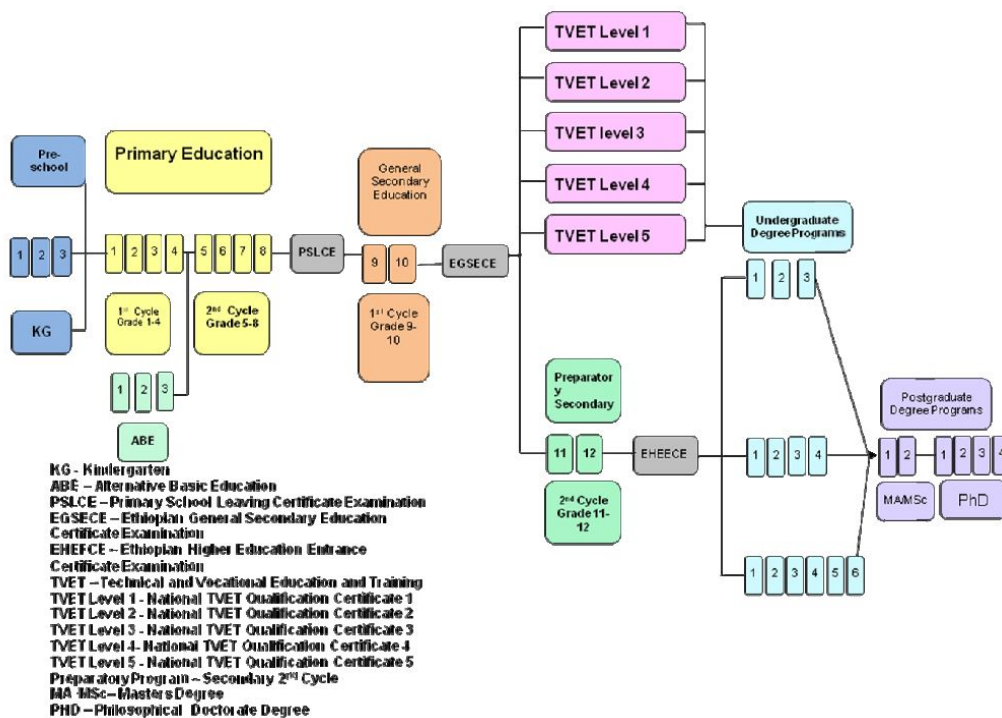 TVET Level 1
TVET Level 2
TVET level 3
TVET Level 4
TVET Level 5
Pre-
school
Primary Education
General
Secondary
Education
Undergraduate
Degree Programs
1 2 3
1 2 3 4
5 6 7 8
PSLCE
9 10
EGSECE
1 2 3
KG
1st Cycle
Grade 1-4
2nd Cycle
Grade 5-8
1st Cycle
Grade 9-
10
1 2 3
ABE
Preparator
y
Secondary
11 12
EHEECE
2nd Cycle
Grade 11-
12
1 2 3 4
1 2 3 4 5 6
Postgraduate
Degree Programs
1 2
1 2 3 4
MA/MSc
PhD
KG - Kindergarten
ABE – Alternative Basic Education
PSLCE – Primary School Leaving Certificate Examination
EGSECE – Ethiopian General Secondary Education
Certificate Examination
EHEFCE – Ethiopian Higher Education Entrance
Certificate Examination
TVET – Technical and Vocational Education and Training
TVET Level 1 - National TVET Qualification Certificate 1
TVET Level 2 - National TVET Qualification Certificate 2
TVET Level 3 - National TVET Qualification Certificate 3
TVET Level 4- National TVET Qualification Certificate 4
TVET Level 5 - National TVET Qualification Certificate 5
Preparatory Program – Secondary 2nd Cycle
MA MSc – Masters Degree
PHD – Philosophical Doctorate Degree